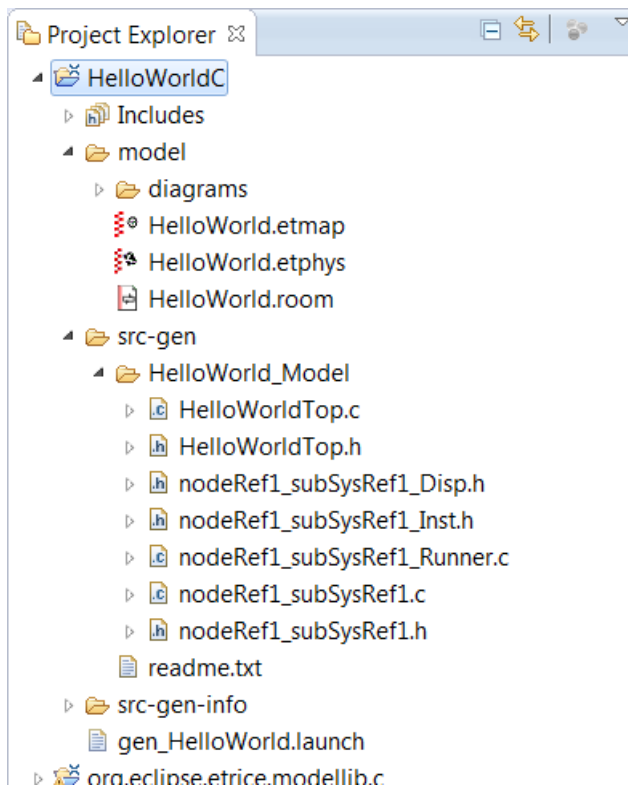 Project Explorer
HelloWorldC
Includes
model
diagrams
HelloWorld.etmap
HelloWorld.etphys
HelloWorld.room
src-gen
HelloWorld_Model
HelloWorldTop.c
HelloWorldTop.h
nodeRef1_subSysRef1_Disp.h
nodeRef1_subSysRef1_Inst.h
nodeRef1_subSysRef1_Runner.c
nodeRef1_subSysRef1.c
nodeRef1_subSysRef1.h
readme.txt
src-gen-info
gen_HelloWorld.launch
org.eclipse.etrice.modellib.c